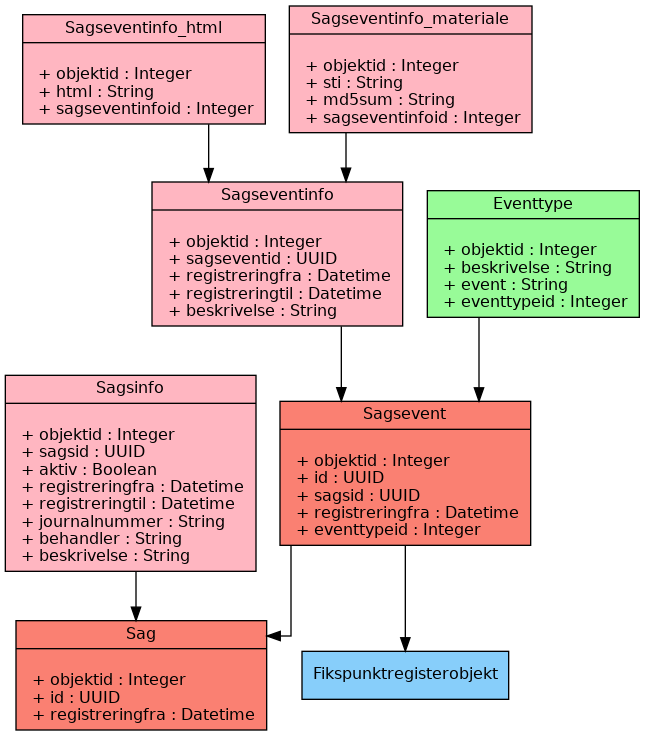 Sagseventinfo_html
+ objektid : Integer
+ html : String
+ sagseventinfoid : Integer
Sagseventinfo_materiale
+ objektid : Integer
+ sti : String
+ md5sum : String
+ sagseventinfoid : Integer
Sagseventinfo
+ objektid : Integer
+ sagseventid : UUID
+ registreringfra : Datetime
+ registreringtil : Datetime
+ beskrivelse : String
Eventtype
+ objektid : Integer
+ beskrivelse : String
+ event : String
+ eventtypeid : Integer
Sagsinfo
+ objektid : Integer
+ sagsid : UUID
+ aktiv : Boolean
+ registreringfra : Datetime
+ registreringtil : Datetime
+ journalnummer : String
+ behandler : String
+ beskrivelse : String
Sagsevent
+ objektid : Integer
+ id : UUID
+ sagsid : UUID
+ registreringfra : Datetime
+ eventtypeid : Integer
Sag
+ objektid : Integer
+ id : UUID
+ registreringfra : Datetime
Fikspunktregisterobjekt